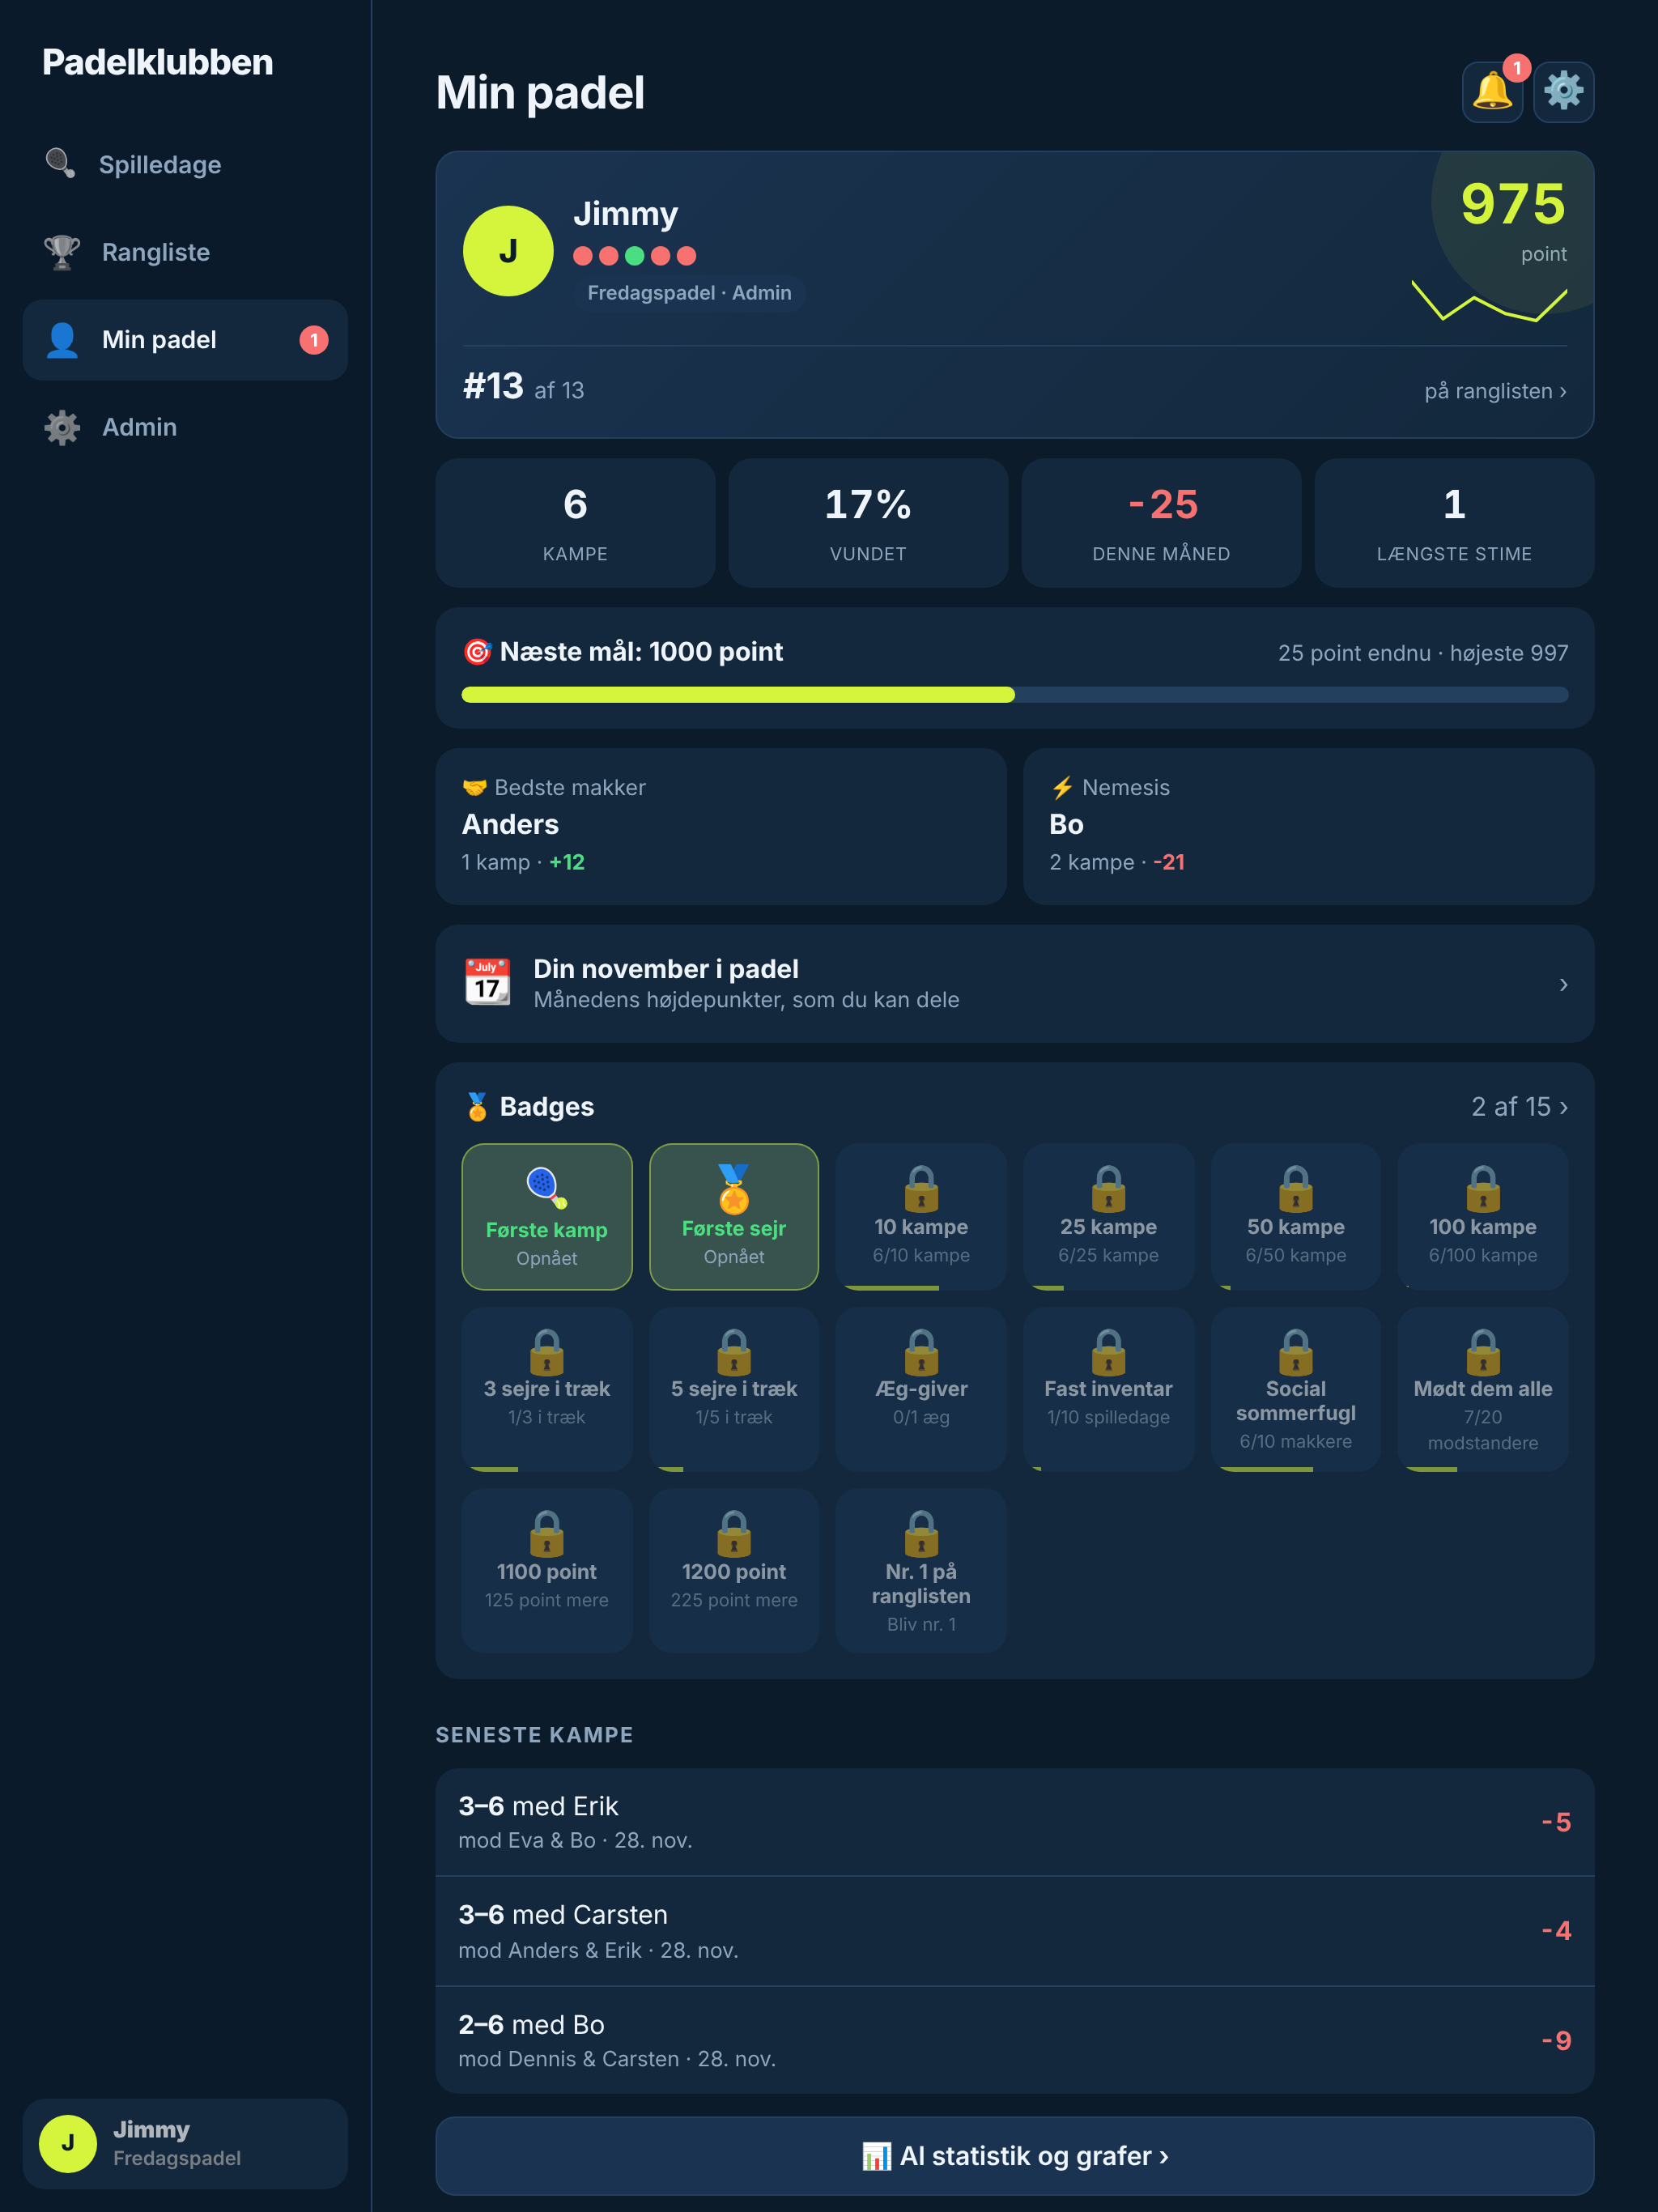 Padelklubben
Spilledage
Rangliste
Min padel
1
Admin
Min padel
1
J
Jimmy
Fredagspadel · Admin
975
point
#13 af 13
på ranglisten ›
6
KAMPE
17%
VUNDET
-25
DENNE MÅNED
1
LÆNGSTE STIME
Næste mål: 1000 point
25 point endnu · højeste 997
Bedste makker
Anders
1 kamp · +12
Nemesis
Bo
2 kampe · -21
July
17
Din november i padel
Månedens højdepunkter, som du kan dele
›
Badges
2 af 15 ›
Første kamp
Opnået
Første sejr
Opnået
10 kampe
6/10 kampe
25 kampe
6/25 kampe
50 kampe
6/50 kampe
100 kampe
6/100 kampe
3 sejre i træk
1/3 i træk
5 sejre i træk
1/5 i træk
Æg-giver
0/1 æg
Fast inventar
1/10 spilledage
Social
sommerfugl
6/10 makkere
Mødt dem alle
7/20
modstandere
1100 point
125 point mere
1200 point
225 point mere
Nr. 1 på
ranglisten
Bliv nr. 1
SENESTE KAMPE
3–6 med Erik
mod Eva & Bo · 28. nov.
-5
3–6 med Carsten
mod Anders & Erik · 28. nov.
-4
2–6 med Bo
mod Dennis & Carsten · 28. nov.
-9
AI statistik og grafer ›
J
Jimmy
Fredagspadel